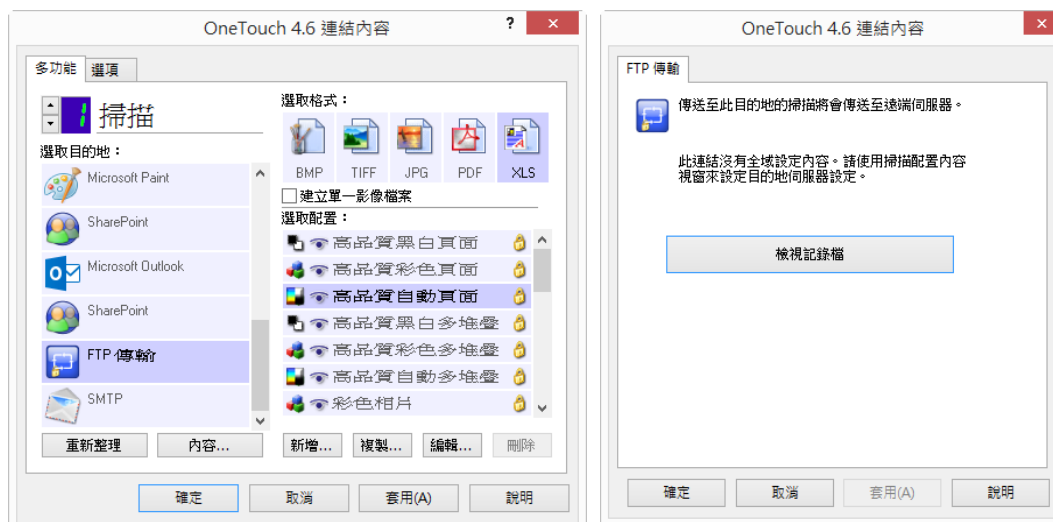 OneTouch 4.6 連結內容
?
×
多功能
選項
1
掃描
選取目的地：
Microsoft Paint
SharePoint
Microsoft Outlook
SharePoint
FTP 傳輸
SMTP
重新整理
內容...
選取格式：
BMP TIFF JPG PDF XLS
建立單一影像檔案
選取配置：
高品質黑白頁面
高品質彩色頁面
高品質自動頁面
高品質黑白多堆疊
高品質彩色多堆疊
高品質自動多堆疊
彩色相片
新增... 複製... 編輯... 刪除
確定 取消 套用(A) 說明
OneTouch 4.6 連結內容
×
FTP 傳輸
傳送至此目的地的掃描將會傳送至遠端伺服器。
此連結沒有全域設定內容。請使用掃描配置內容
視窗來設定目的地伺服器設定。
檢視記錄檔
確定 取消 套用(A) 說明